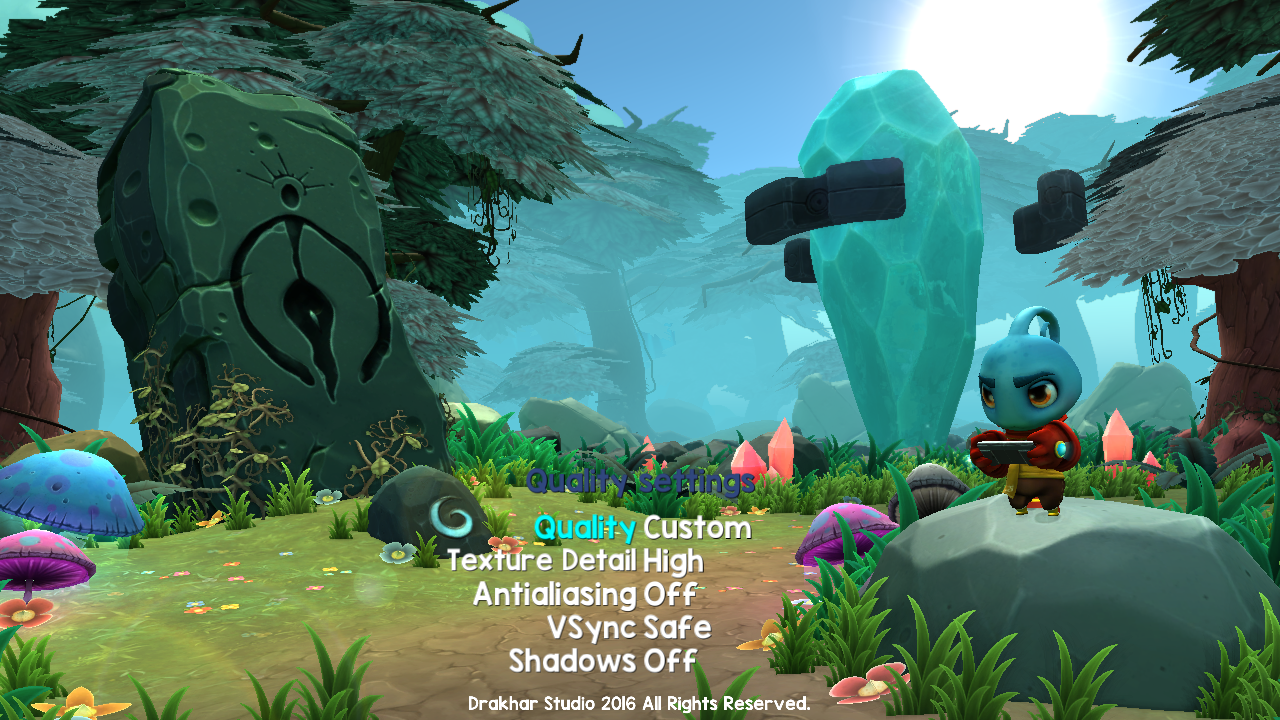 Quality settings
Quality Custom
Texture Detail High
Antialiasing Off
VSync Safe
Shadows Off
Drakhar Studio 2016 All Rights Reserved.